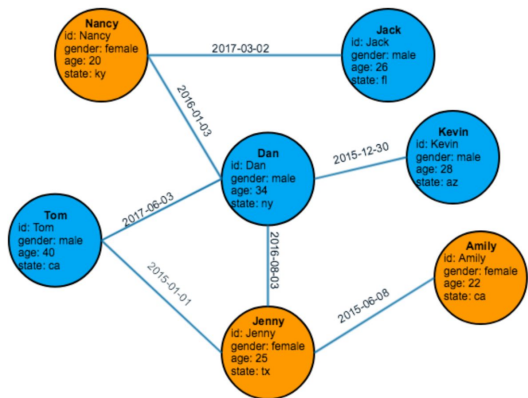 Nancy
id: Nancy
gender: female
age: 20
state: ky
2017-03-02
Jack
id: Jack
gender: male
age: 26
state: fl
2016-01-03
Dan
id: Dan
gender: male
age: 34
state: ny
2015-12-30
Kevin
id: Kevin
gender: male
age: 28
state: az
2017-06-03
Tom
id: Tom
gender: male
age: 40
state: ca
2016-08-03
2015-01-01
Jenny
id: Jenny
gender: female
age: 25
state: tx
2015-06-08
Amily
id: Amily
gender: female
age: 22
state: ca